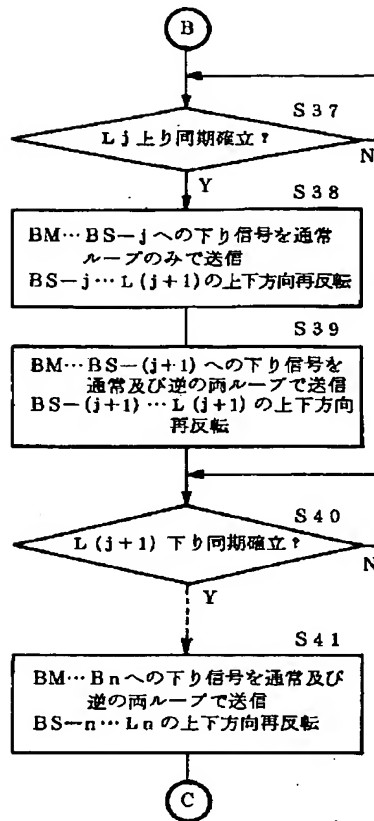 B
S37
Lj上り同期確立?
N
Y
S38
BM…BS-jへの下り信号を通常
ループのみで送信
BS-j…L(j+1)の上下方向再反転
S39
BM…BS-(j+1)への下り信号を
通常及び逆の両ループで送信
BS-(j+1)…L(j+1)の上下方向
再反転
S40
L(j+1)下り同期確立?
N
Y
S41
BM…Bnへの下り信号を通常及び
逆の両ループで送信
BS-n…Lnの上下方向再反転
C